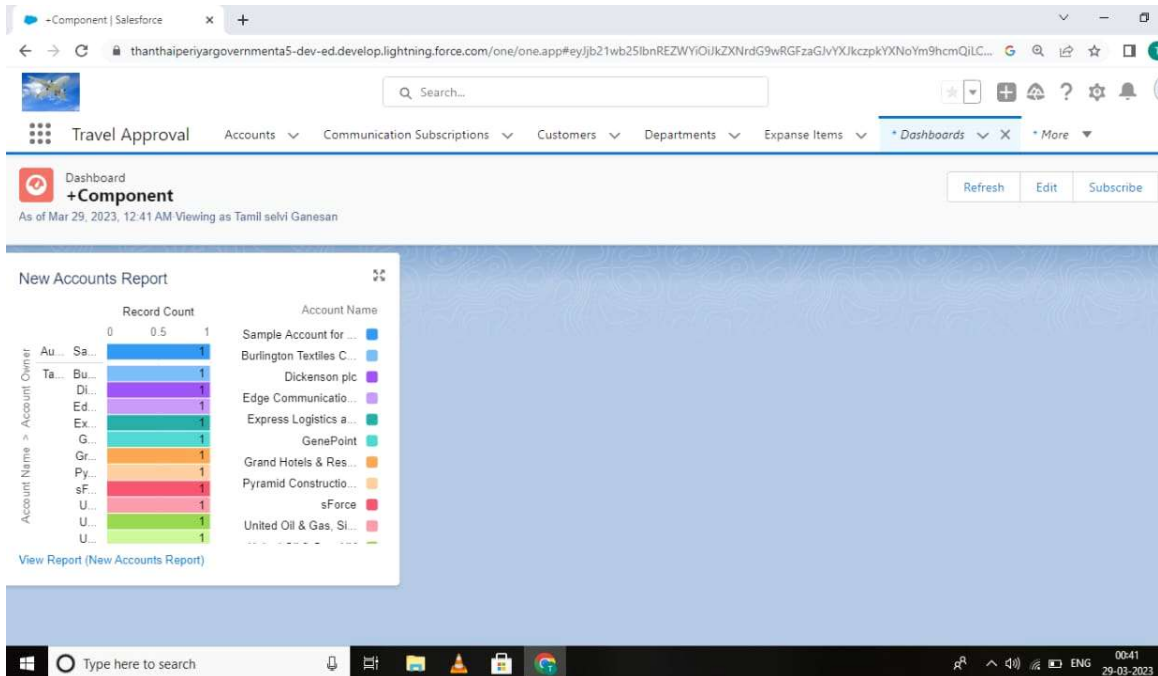 +Component | Salesforce
thanthaiperiyargovernmenta5-dev-ed.develop.lightning.force.com/one/one.app#eyJjb21wb25lbnREZWYiOiJkZXNrdG9wRGFzaGJvYXJkczpkYXNoYm9hcmQiLC...
Search...
Travel Approval Accounts Communication Subscriptions Customers Departments Expanse Items * Dashboards * More
Dashboard
+Component
Refresh Edit Subscribe
As of Mar 29, 2023, 12:41 AM Viewing as Tamil selvi Ganesan
New Accounts Report
Record Count
0 0.5 1
Account Name > Account Owner
Au... Sa... 1
Ta... Bu... 1
Di... 1
Ed... 1
Ex... 1
G... 1
Gr... 1
Py... 1
sF... 1
U... 1
U... 1
U... 1
Account Name
Sample Account for ...
Burlington Textiles C...
Dickenson plc
Edge Communicatio...
Express Logistics a...
GenePoint
Grand Hotels & Res...
Pyramid Constructio...
sForce
United Oil & Gas, Si...
View Report (New Accounts Report)
Type here to search
ENG
00:41
29-03-2023